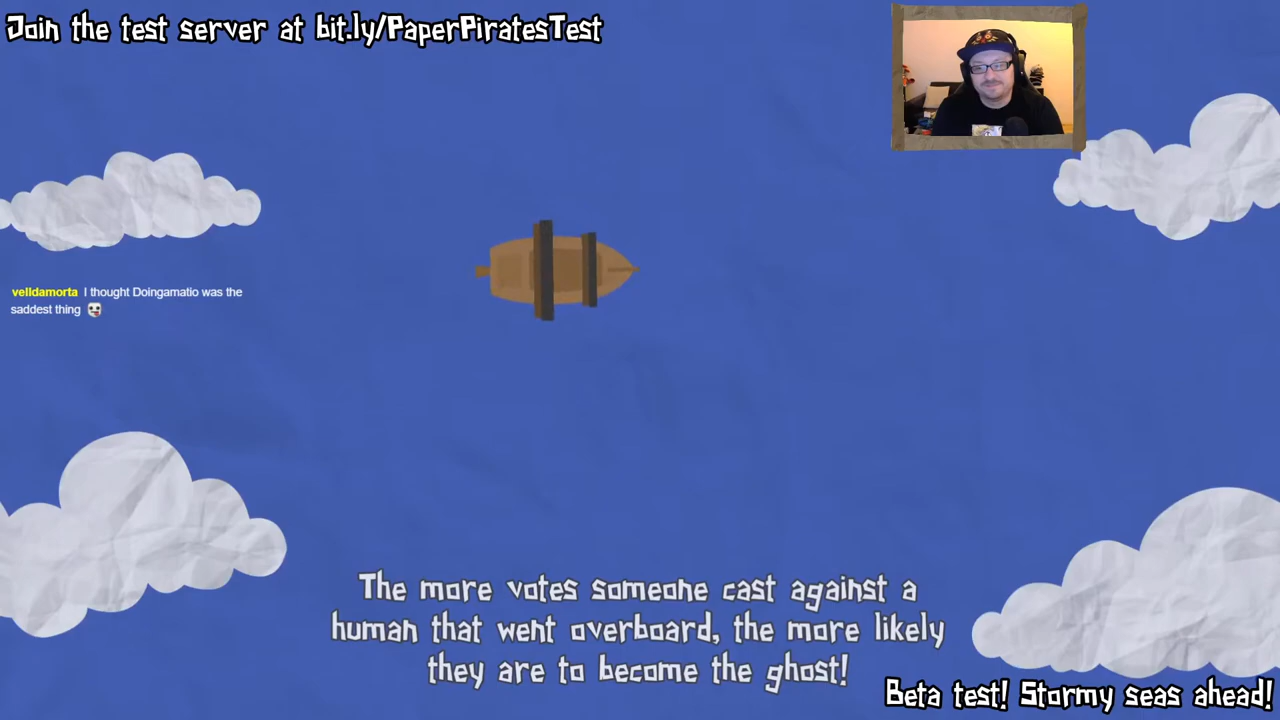 Join the test server at bit.ly/PaperPiratesTest
velldamorta I thought Doingamatio was the
saddest thing
The more votes someone cast against a
human that went overboard, the more likely
they are to become the ghost!
Beta test! Stormy seas ahead!